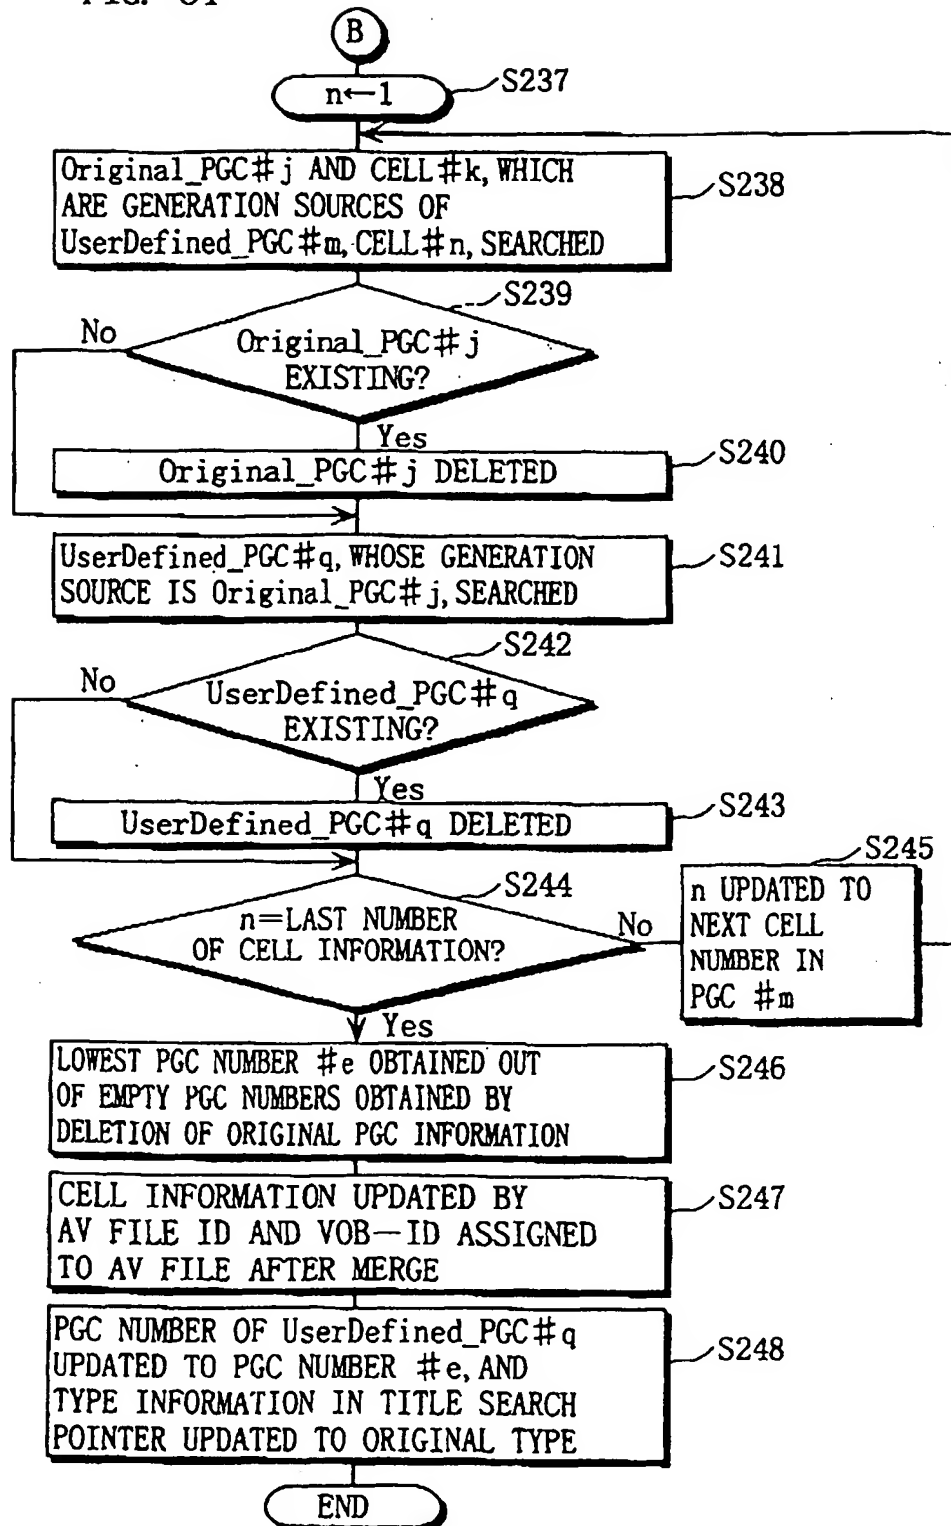 B
n←1
S237
Original_PGC#j AND CELL#k, WHICH
ARE GENERATION SOURCES OF
UserDefined_PGC#m, CELL#n, SEARCHED
S238
S239
No
Original_PGC#j
EXISTING?
Yes
Original_PGC#j DELETED
S240
UserDefined_PGC#q, WHOSE GENERATION
SOURCE IS Original_PGC#j, SEARCHED
S241
S242
No
UserDefined_PGC#q
EXISTING?
Yes
UserDefined_PGC#q DELETED
S243
S244
n=LAST NUMBER
OF CELL INFORMATION?
No
S245
n UPDATED TO
NEXT CELL
NUMBER IN
PGC #m
Yes
LOWEST PGC NUMBER #e OBTAINED OUT
OF EMPTY PGC NUMBERS OBTAINED BY
DELETION OF ORIGINAL PGC INFORMATION
S246
CELL INFORMATION UPDATED BY
AV FILE ID AND VOB-ID ASSIGNED
TO AV FILE AFTER MERGE
S247
PGC NUMBER OF UserDefined_PGC#q
UPDATED TO PGC NUMBER #e, AND
TYPE INFORMATION IN TITLE SEARCH
POINTER UPDATED TO ORIGINAL TYPE
S248
END